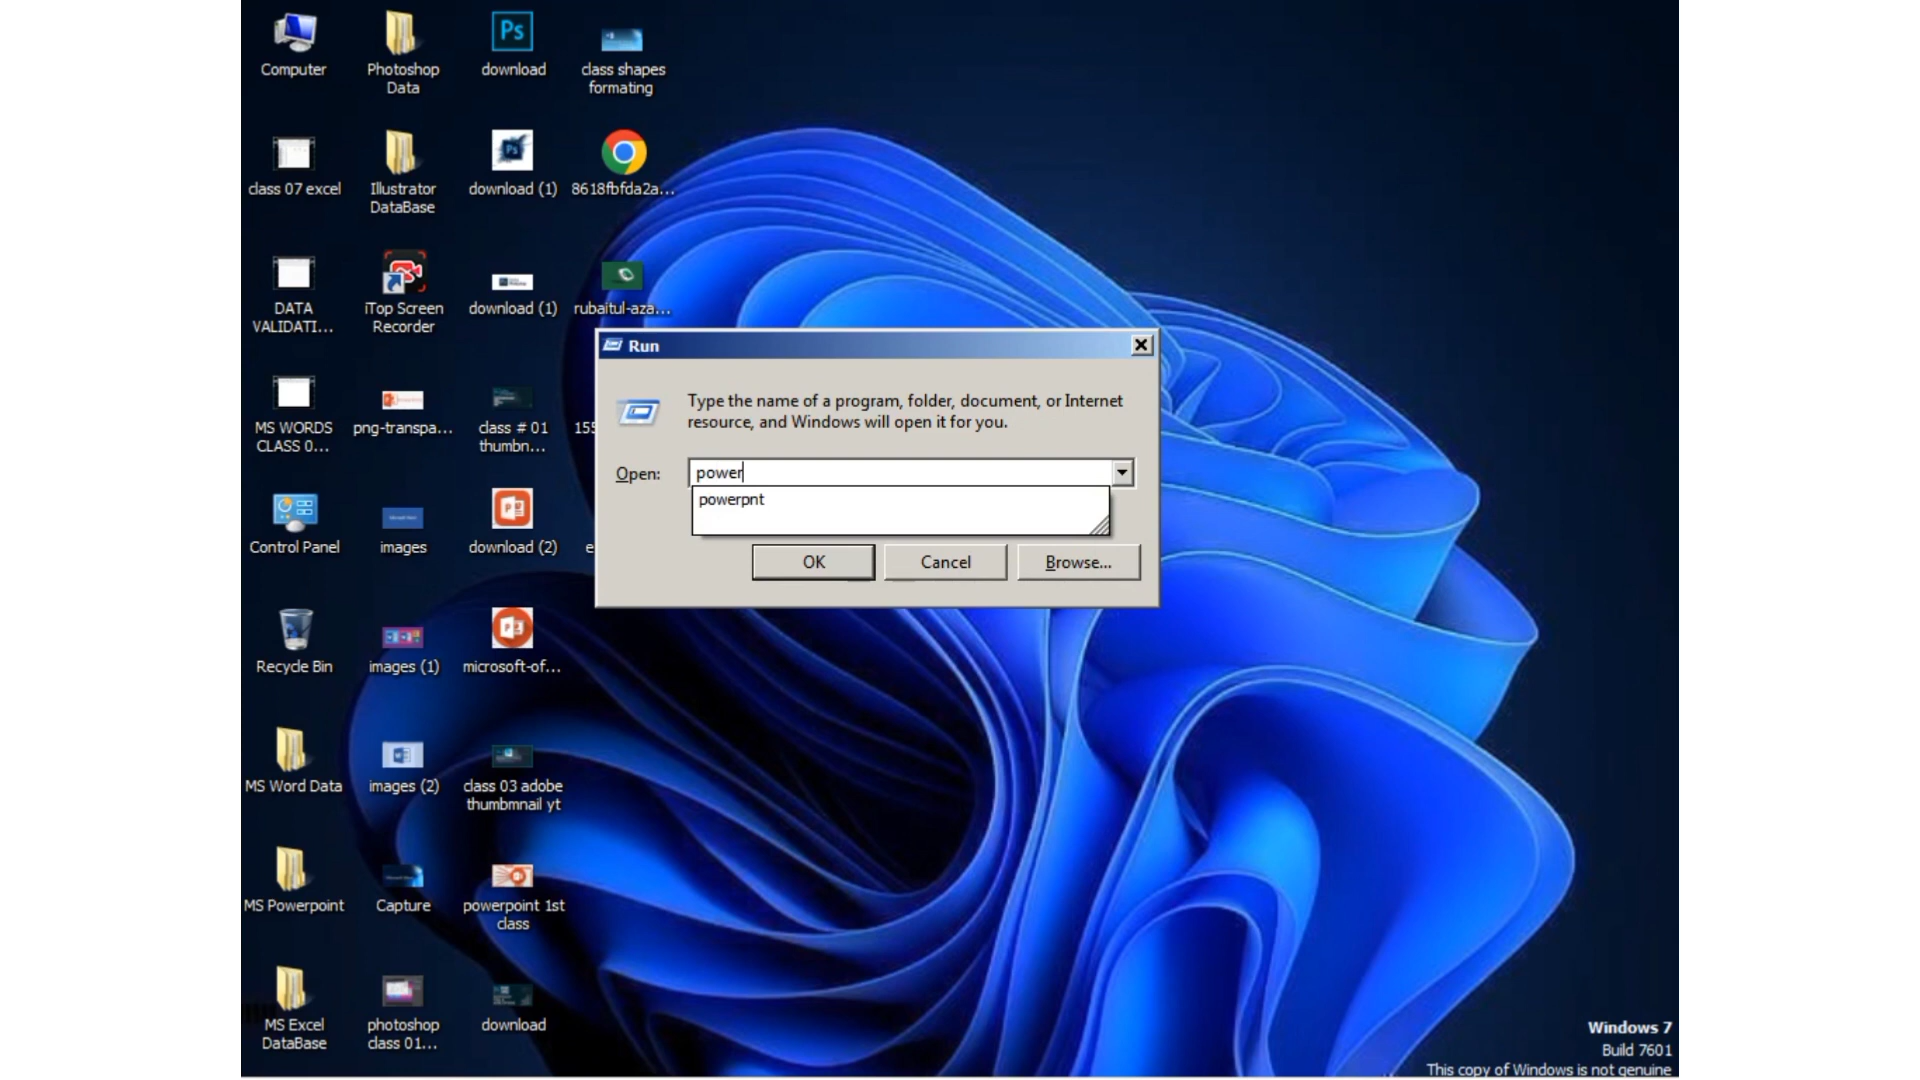 Computer
Photoshop
Data
Ps
download
class shapes
formating
class 07 excel
Illustrator
DataBase
Ps
download (1)
8618fbfda2a...
DATA
VALIDATI...
iTop Screen
Recorder
download (1)
rubaitul-aza...
MS WORDS
CLASS 0...
png-transpa...
class # 01
thumbn...
155
Control Panel
images
download (2)
e
Recycle Bin
images (1)
microsoft-of...
MS Word Data
images (2)
class 03 adobe
thumbmnail yt
MS Powerpoint
Capture
powerpoint 1st
class
MS Excel
DataBase
photoshop
class 01...
download
Run
Type the name of a program, folder, document, or Internet
resource, and Windows will open it for you.
Open:
power
powerpnt
OK
Cancel
Browse...
Windows 7
Build 7601
This copy of Windows is not genuine